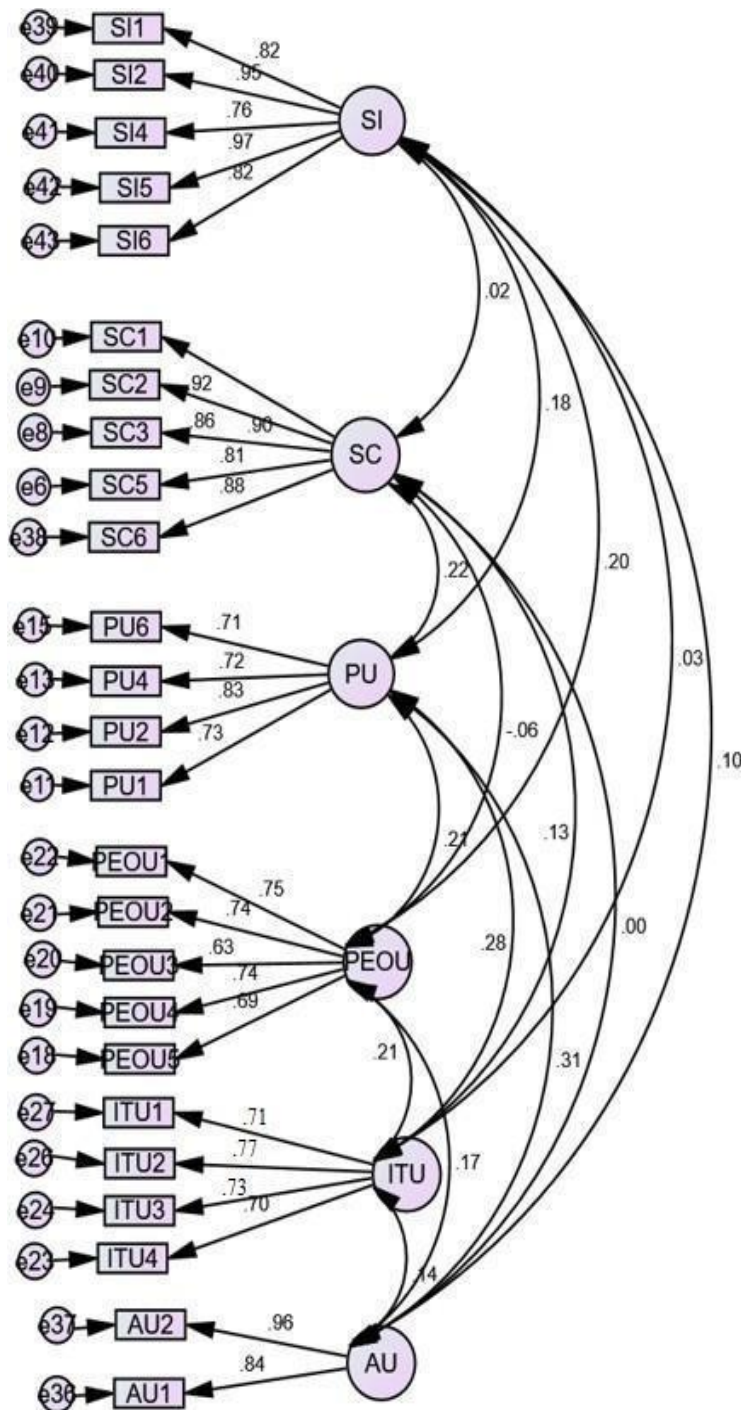 e39 SI1
.82
e40 SI2 .95
.76
e41 SI4 SI
.97
e42 SI5 .82
e43 SI6
.02
e10 SC1
e9 SC2 .92
.18
e8 SC3 .86 .90
SC
e6 SC5 .81
.88
e38 SC6
.22 .20
e15 PU6 .71
.03
e13 PU4 .72 PU
.83
e12 PU2 .73 -.06
.10
e11 PU1
.21 .13
e22 PEOU1
.75
e21 PEOU2 .74
.00
e20 PEOU3 .63 PEOU .28
.74
e19 PEOU4 .69
e18 PEOU5
.21 .31
e27 ITU1 .71
e26 ITU2 .77 ITU .17
e24 ITU3 .73
.70
e23 ITU4
.14
e37 AU2 .96
AU
.84
e36 AU1